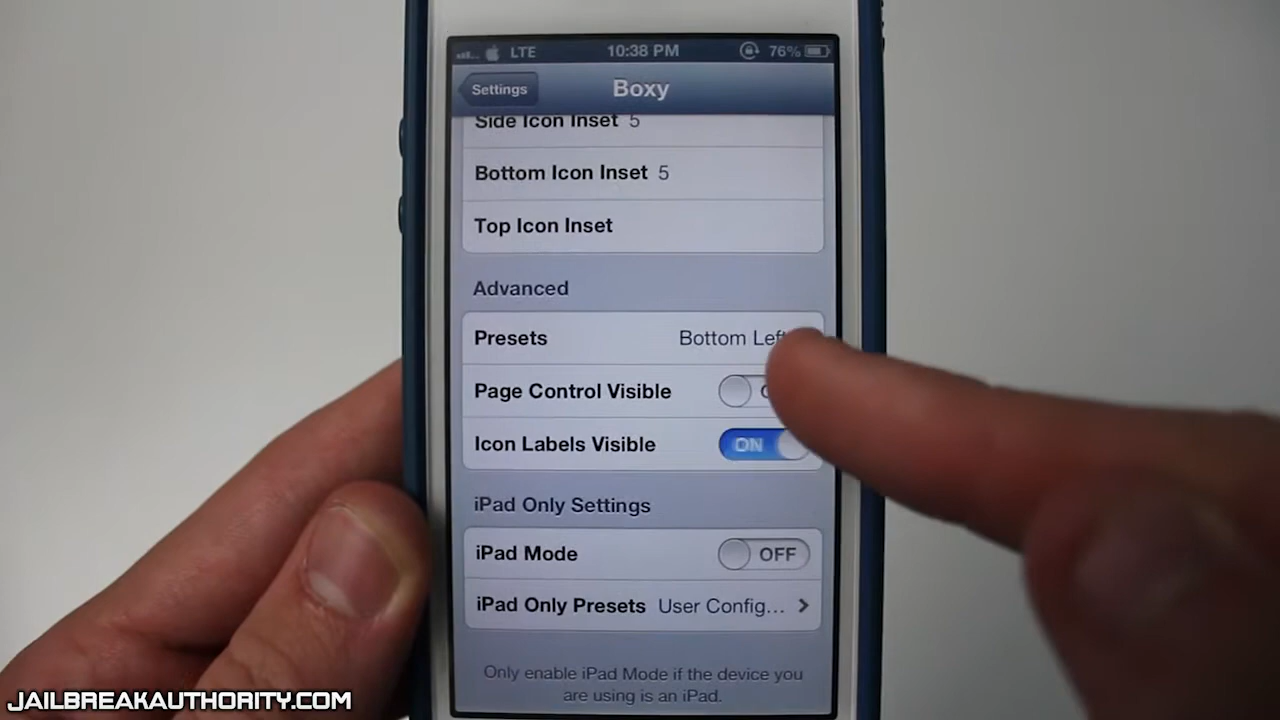 LTE 10:38 PM 76%
Settings Boxy
Side Icon Inset 5
Bottom Icon Inset 5
Top Icon Inset
Advanced
Presets Bottom Left
Page Control Visible
Icon Labels Visible ON
iPad Only Settings
iPad Mode OFF
iPad Only Presets User Config...
Only enable iPad Mode if the device you
are using is an iPad.
JAILBREAKAUTHORITY.COM